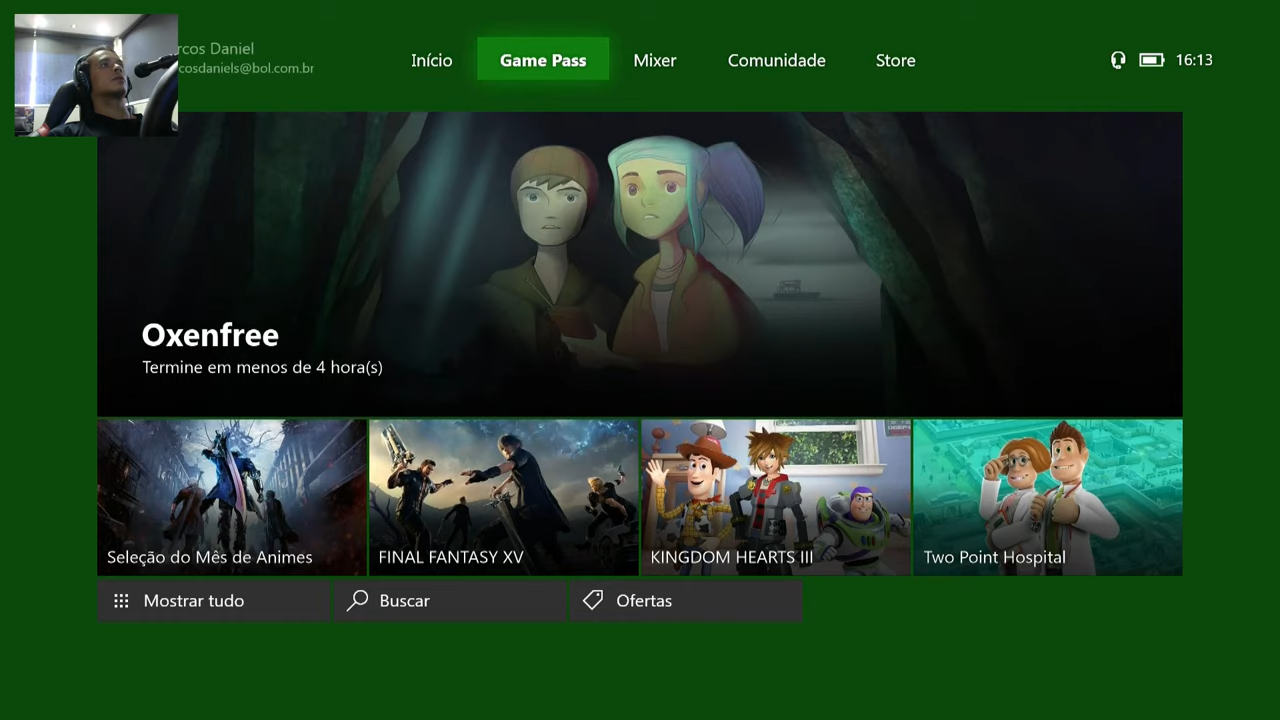 rcos Daniel
cosdaniels@bol.com.br
Início
Game Pass
Mixer
Comunidade
Store
16:13
Oxenfree
Termine em menos de 4 hora(s)
Seleção do Mês de Animes
FINAL FANTASY XV
KINGDOM HEARTS III
Two Point Hospital
Mostrar tudo
Buscar
Ofertas